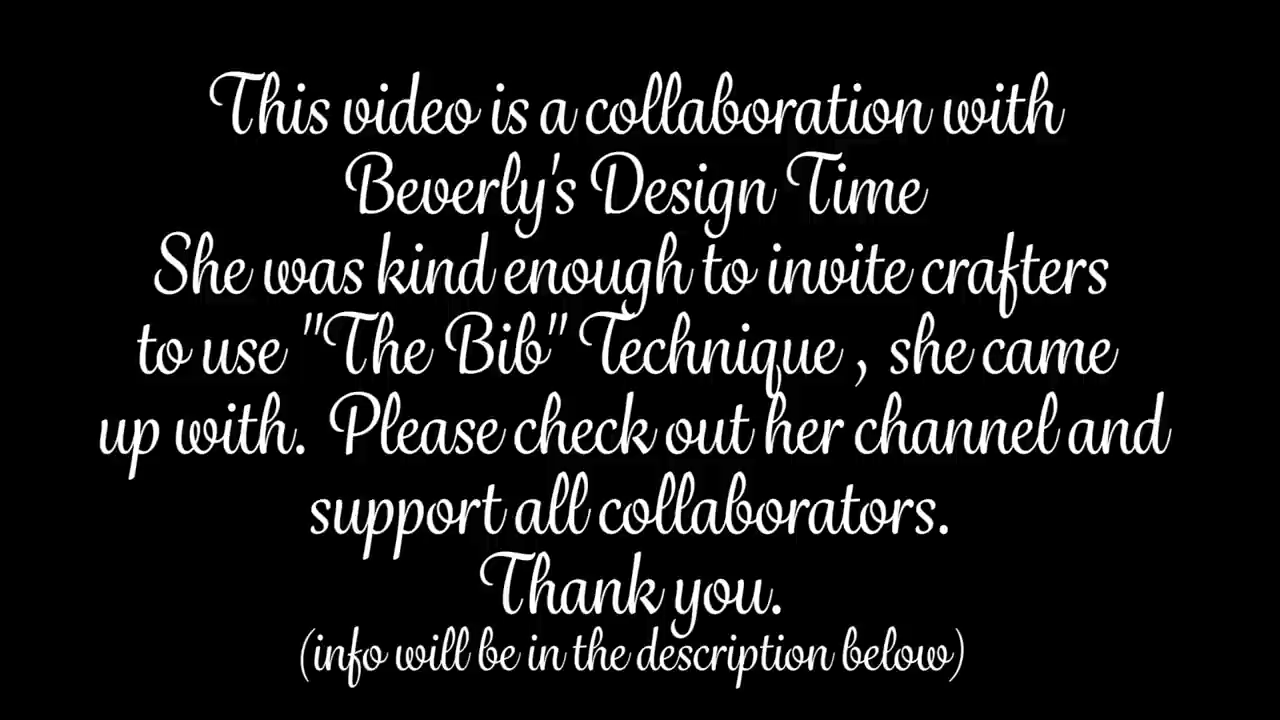 This video is a collaboration with
Beverly's Design Time
She was kind enough to invite crafters
to use "The Bib" Technique , she came
up with. Please check out her channel and
support all collaborators.
Thank you.
(info will be in the description below)